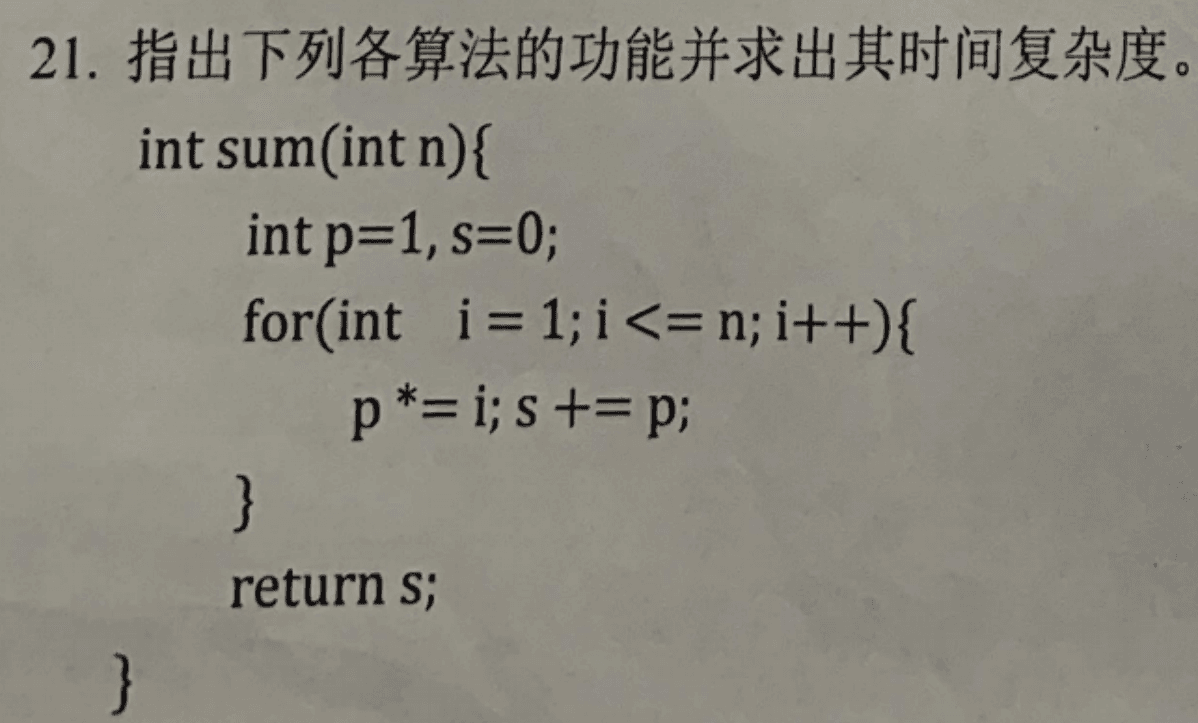 21. 指出下列各算法的功能并求出其时间复杂度。
int sum(int n){
int p=1, s=0;
for(int i = 1; i <= n; i++){
p *= i; s += p;
}
return s;
}